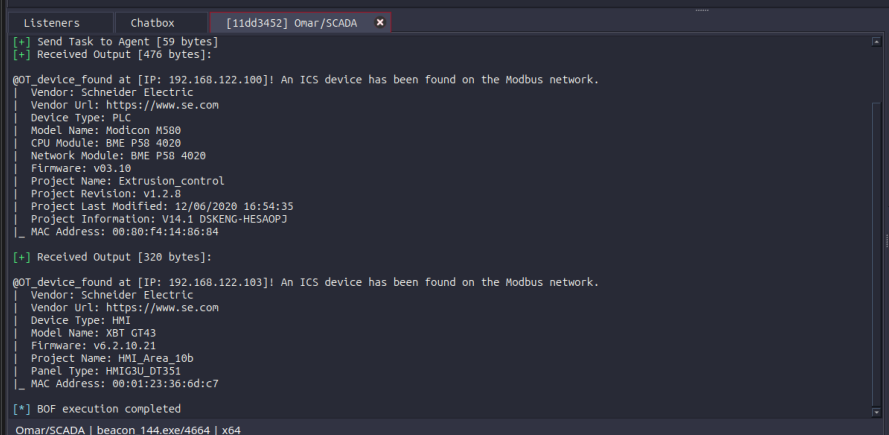 Listeners Chatbox [11dd3452] Omar/SCADA ×
[+] Send Task to Agent [59 bytes]
[+] Received Output [476 bytes]:
@OT_device_found at [IP: 192.168.122.100]! An ICS device has been found on the Modbus network.
| Vendor: Schneider Electric
| Vendor Url: https://www.se.com
| Device Type: PLC
| Model Name: Modicon M580
| CPU Module: BME P58 4020
| Network Module: BME P58 4020
| Firmware: v03.10
| Project Name: Extrusion_control
| Project Revision: v1.2.8
| Project Last Modified: 12/06/2020 16:54:35
| Project Information: V14.1 DSKENG-HESAOPJ
|_ MAC Address: 00:80:f4:14:86:84
[+] Received Output [320 bytes]:
@OT_device_found at [IP: 192.168.122.103]! An ICS device has been found on the Modbus network.
| Vendor: Schneider Electric
| Vendor Url: https://www.se.com
| Device Type: HMI
| Model Name: XBT GT43
| Firmware: v6.2.10.21
| Project Name: HMI_Area_10b
| Panel Type: HMIG3U_DT351
|_ MAC Address: 00:01:23:36:6d:c7
[*] BOF execution completed
Omar/SCADA | beacon_144.exe/4664 | x64